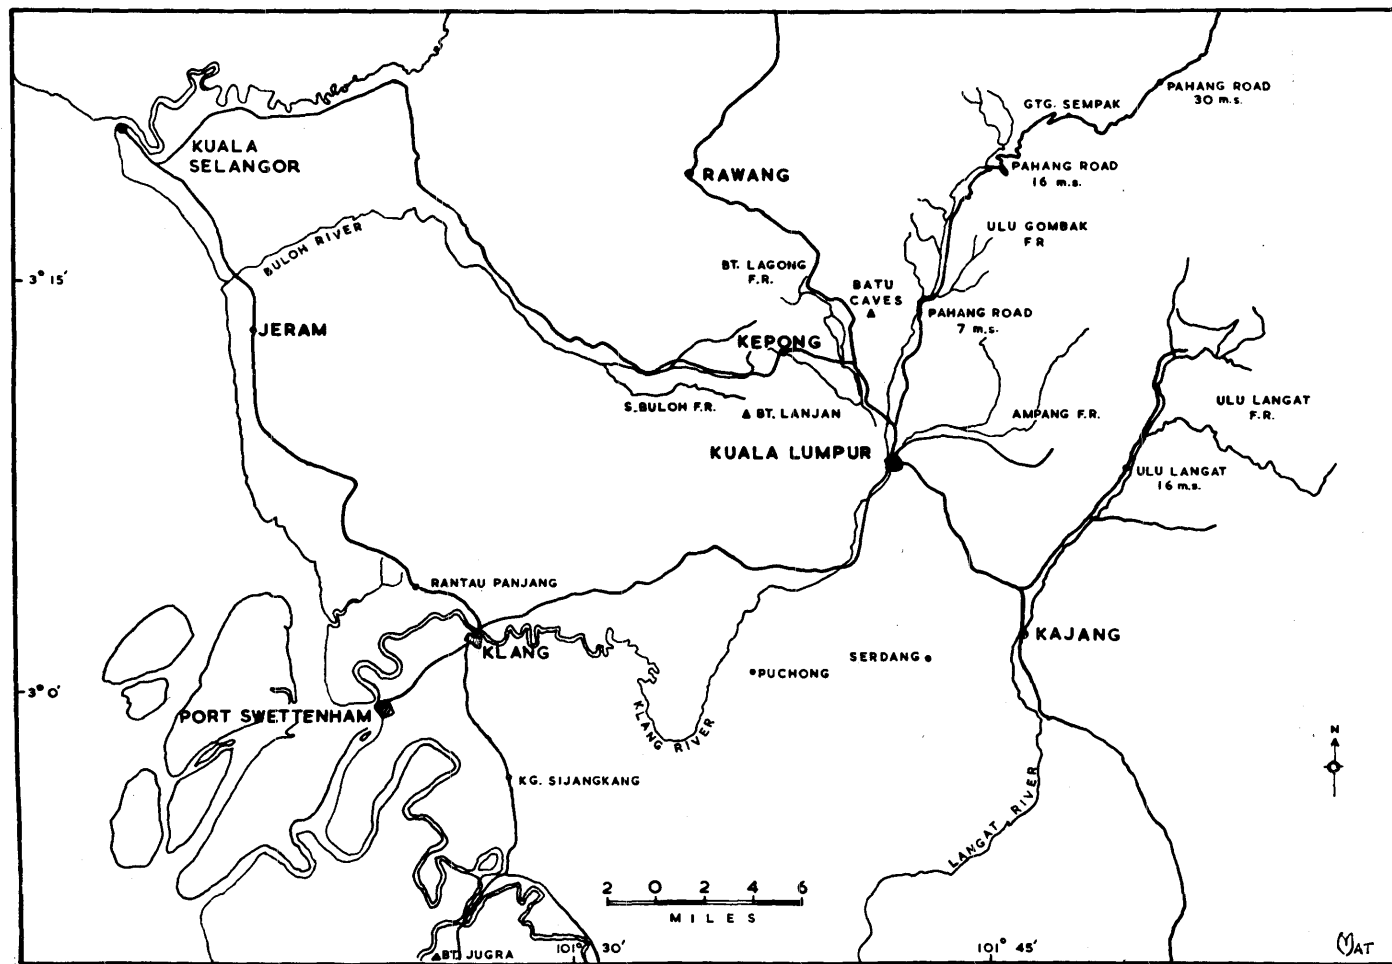 PAHANG ROAD
30 m.s.
GTG. SEMPAK
KUALA
SELANGOR
RAWANG
PAHANG ROAD
16 m.s.
BULOH RIVER
ULU GOMBAK
F R
BT. LAGONG
F.R.
BATU
CAVES
3° 15'
JERAM
KEPONG
PAHANG ROAD
7 m.s.
S.BULOH F.R.
BT. LANJAN
AMPANG F.R.
ULU LANGAT
F.R.
KUALA LUMPUR
ULU LANGAT
16 m.s.
RANTAU PANJANG
KLANG
KAJANG
SERDANG
PUCHONG
3° 0'
PORT SWETTENHAM
KLANG RIVER
N
KG. SIJANGKANG
LANGAT RIVER
2 0 2 4 6
MILES
BT. JUGRA
101° 30'
101° 45'
MAT